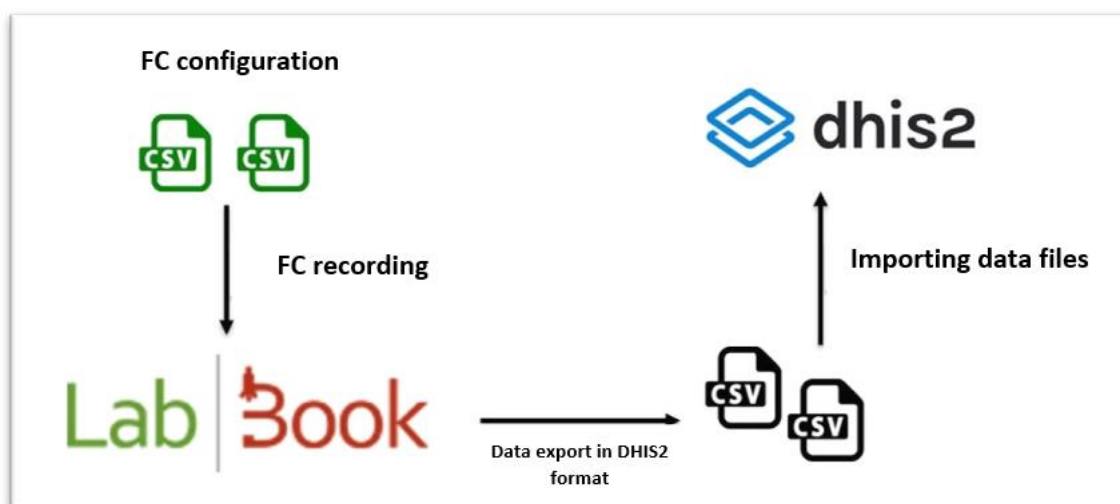 FC configuration
CSV
CSV
dhis2
FC recording
Importing data files
Lab Book
CSV
CSV
Data export in DHIS2
format